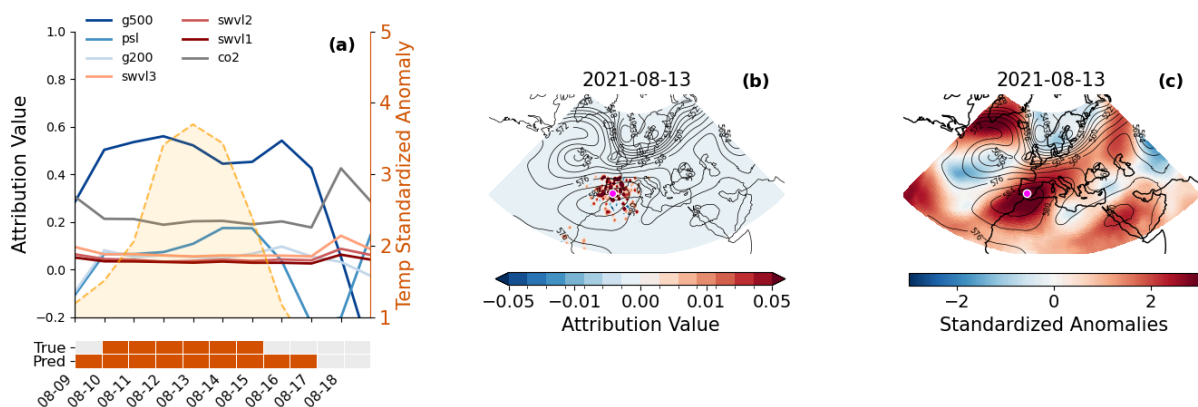 g500
psl
g200
swvl3
swvl2
swvl1
co2
(a)
Attribution Value
1.0
0.8
0.6
0.4
0.2
0.0
−0.2
5
4
3
2
1
Temp Standardized Anomaly
True
Pred
08-09
08-10
08-11
08-12
08-13
08-14
08-15
08-16
08-17
08-18
2021-08-13
(b)
576
576
−0.05
−0.01
0.00
0.01
0.05
Attribution Value
2021-08-13
(c)
576
576
−2
0
2
Standardized Anomalies